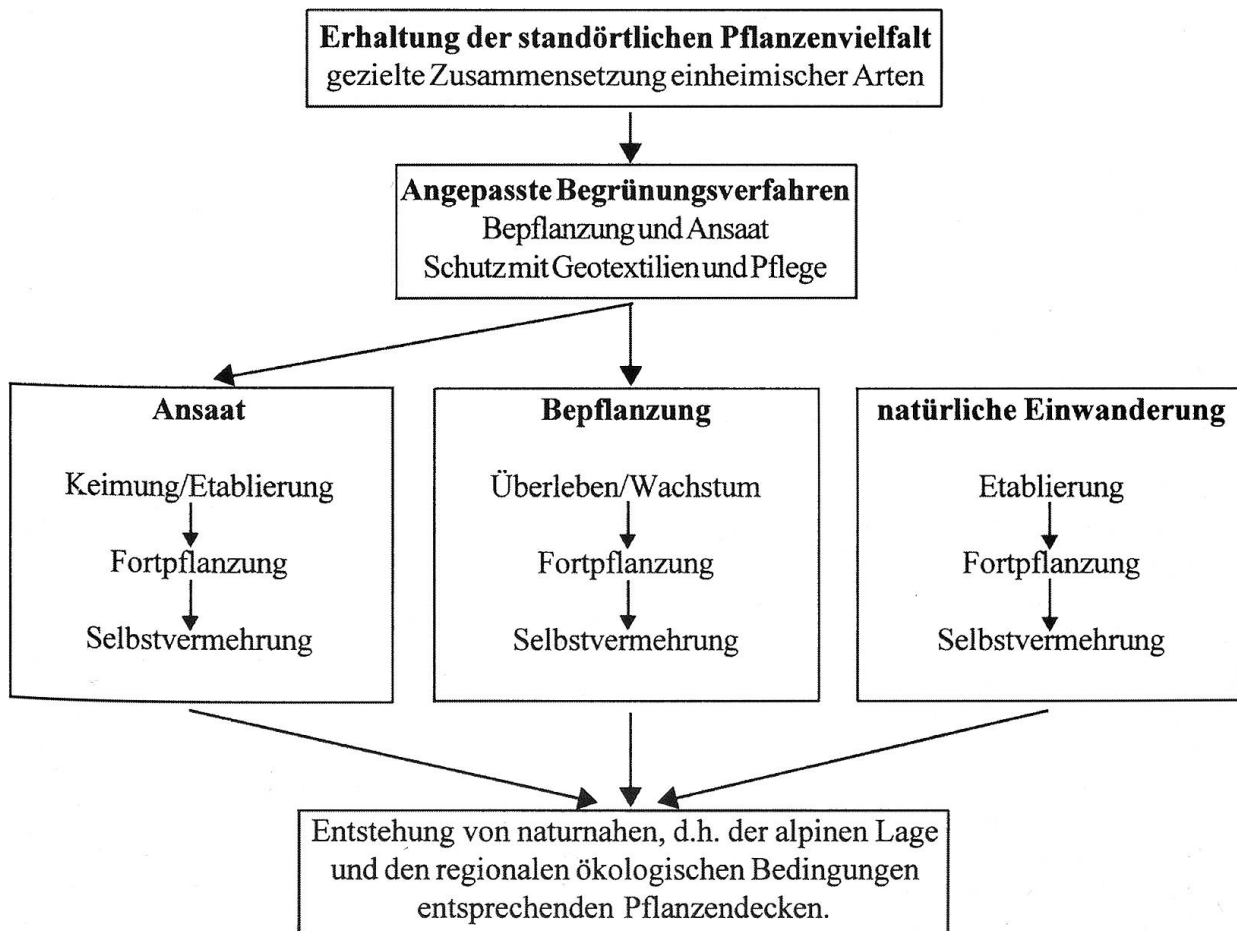 Erhaltung der standörtlichen Pflanzenvielfalt
gezielte Zusammensetzung einheimischer Arten
Angepasste Begrünungsverfahren
Bepflanzung und Ansaat
Schutz mit Geotextilien und Pflege
Ansaat
Keimung/Etablierung
Fortpflanzung
Selbstvermehrung
Bepflanzung
Überleben/Wachstum
Fortpflanzung
Selbstvermehrung
natürliche Einwanderung
Etablierung
Fortpflanzung
Selbstvermehrung
Entstehung von naturnahen, d.h. der alpinen Lage
und den regionalen ökologischen Bedingungen
entsprechenden Pflanzendecken.